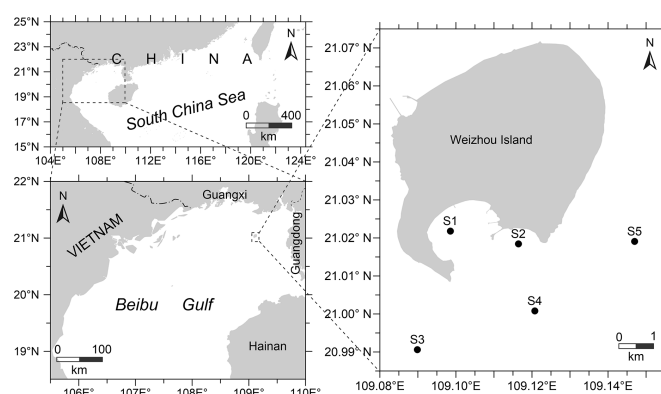 25°N
23°N
21°N
19°N
17°N
15°N
104°E
108°E
112°E
116°E
120°E
124°E
C H I N A
N
South China Sea
0 400
km
22°N
21°N
20°N
19°N
106°E
107°E
108°E
109°E
110°E
N
Guangxi
VIETNAM
Guangdong
Beibu Gulf
Hainan
0 100
km
21.07° N
21.06° N
21.05° N
21.04° N
21.03° N
21.02° N
21.01° N
21.00° N
20.99° N
109.08°E
109.10°E
109.12°E
109.14°E
N
Weizhou Island
S1
S2
S5
S4
S3
0 1
km